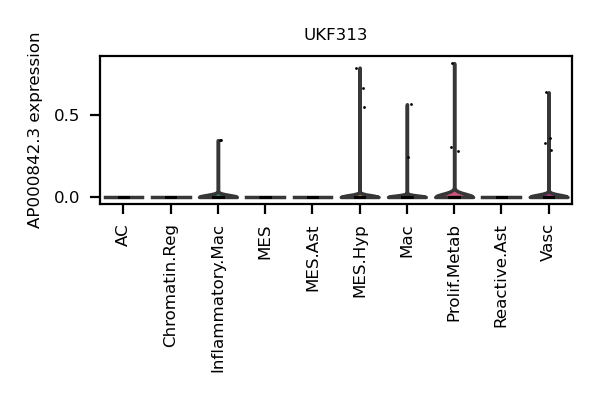 UKF313
AP000842.3 expression
0.5
0.0
AC
Chromatin.Reg
Inflammatory.Mac
MES
MES.Ast
MES.Hyp
Mac
Prolif.Metab
Reactive.Ast
Vasc